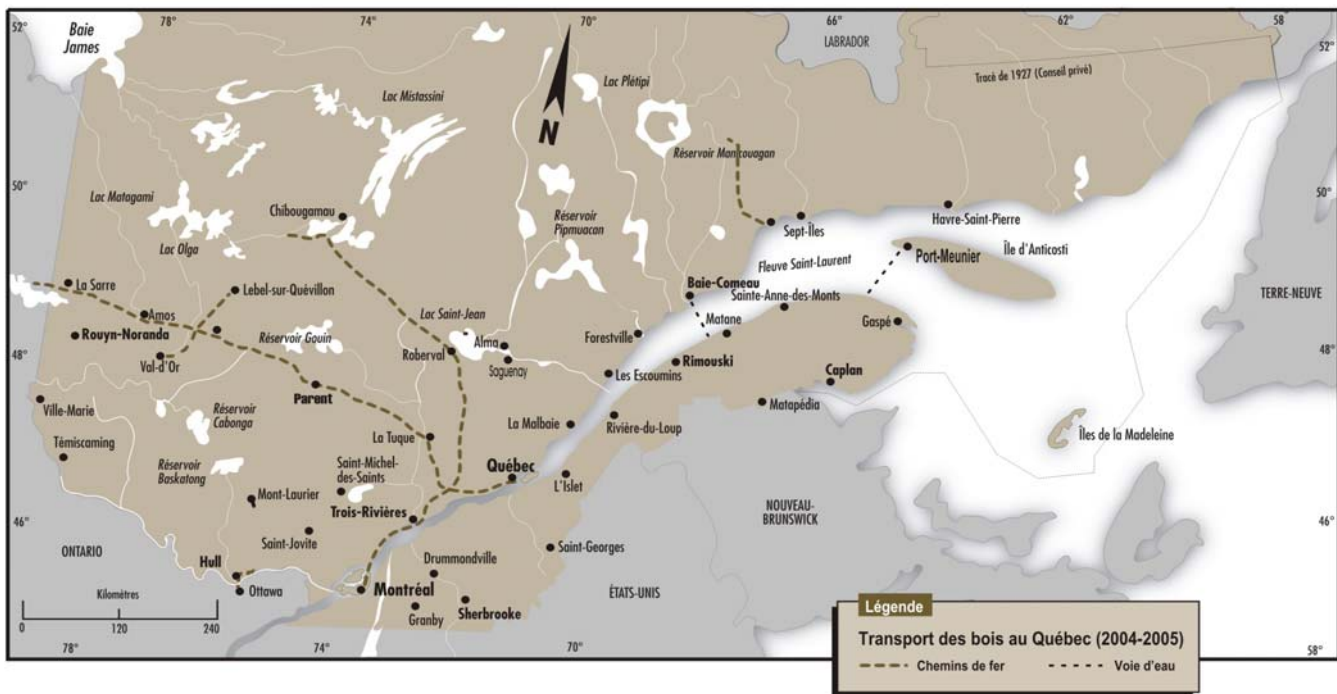 52°
78°
74°
70°
66°
62°
58
52°
Baie
James
LABRADOR
Tracé de 1927 (Conseil privé)
Lac Mistassini
Lac Plétipi
N
Réservoir Manicouagan
50°
50°
Lac Matagami
Chibougamau
Réservoir
Pipmuacan
Sept-Îles
Havre-Saint-Pierre
Lac Olga
Île d'Anticosti
Port-Meunier
Fleuve Saint-Laurent
La Sarre
Lebel-sur-Quévillon
Baie-Comeau
Sainte-Anne-des-Monts
TERRE-NEUVE
Amos
Lac Saint-Jean
Matane
Gaspé
Rouyn-Noranda
Réservoir Gouin
Alma
Forestville
48°
Roberval
48°
Val-d'Or
Saguenay
Rimouski
Les Escoumins
Caplan
Parent
Ville-Marie
Matapédia
Réservoir
Cabonga
La Malbaie
Rivière-du-Loup
La Tuque
Îles de la Madeleine
Témiscaming
Saint-Michel-
des-Saints
Réservoir
Baskatong
Québec
L'Islet
Mont-Laurier
Trois-Rivières
NOUVEAU-
BRUNSWICK
46°
46°
Saint-Jovite
ONTARIO
Saint-Georges
Hull
Drummondville
Ottawa
Montréal
ÉTATS-UNIS
Kilomètres
0
120
240
Granby
Sherbrooke
78°
74°
70°
58°
Légende
Transport des bois au Québec (2004-2005)
Chemins de fer
Voie d'eau